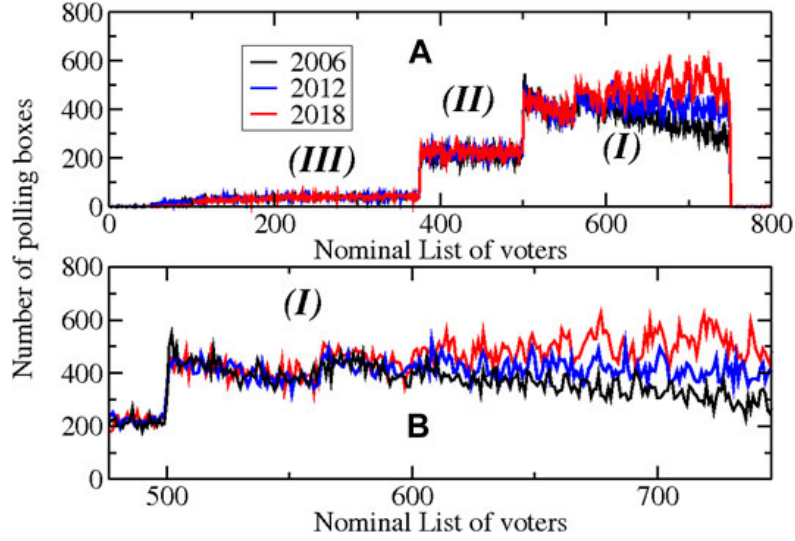 Number of polling boxes
800
600
400
200
0
A
2006
2012
2018
(III)
(II)
(I)
0 200 400 600 800
Nominal List of voters
800
600
400
200
0
(I)
B
500 600 700
Nominal List of voters